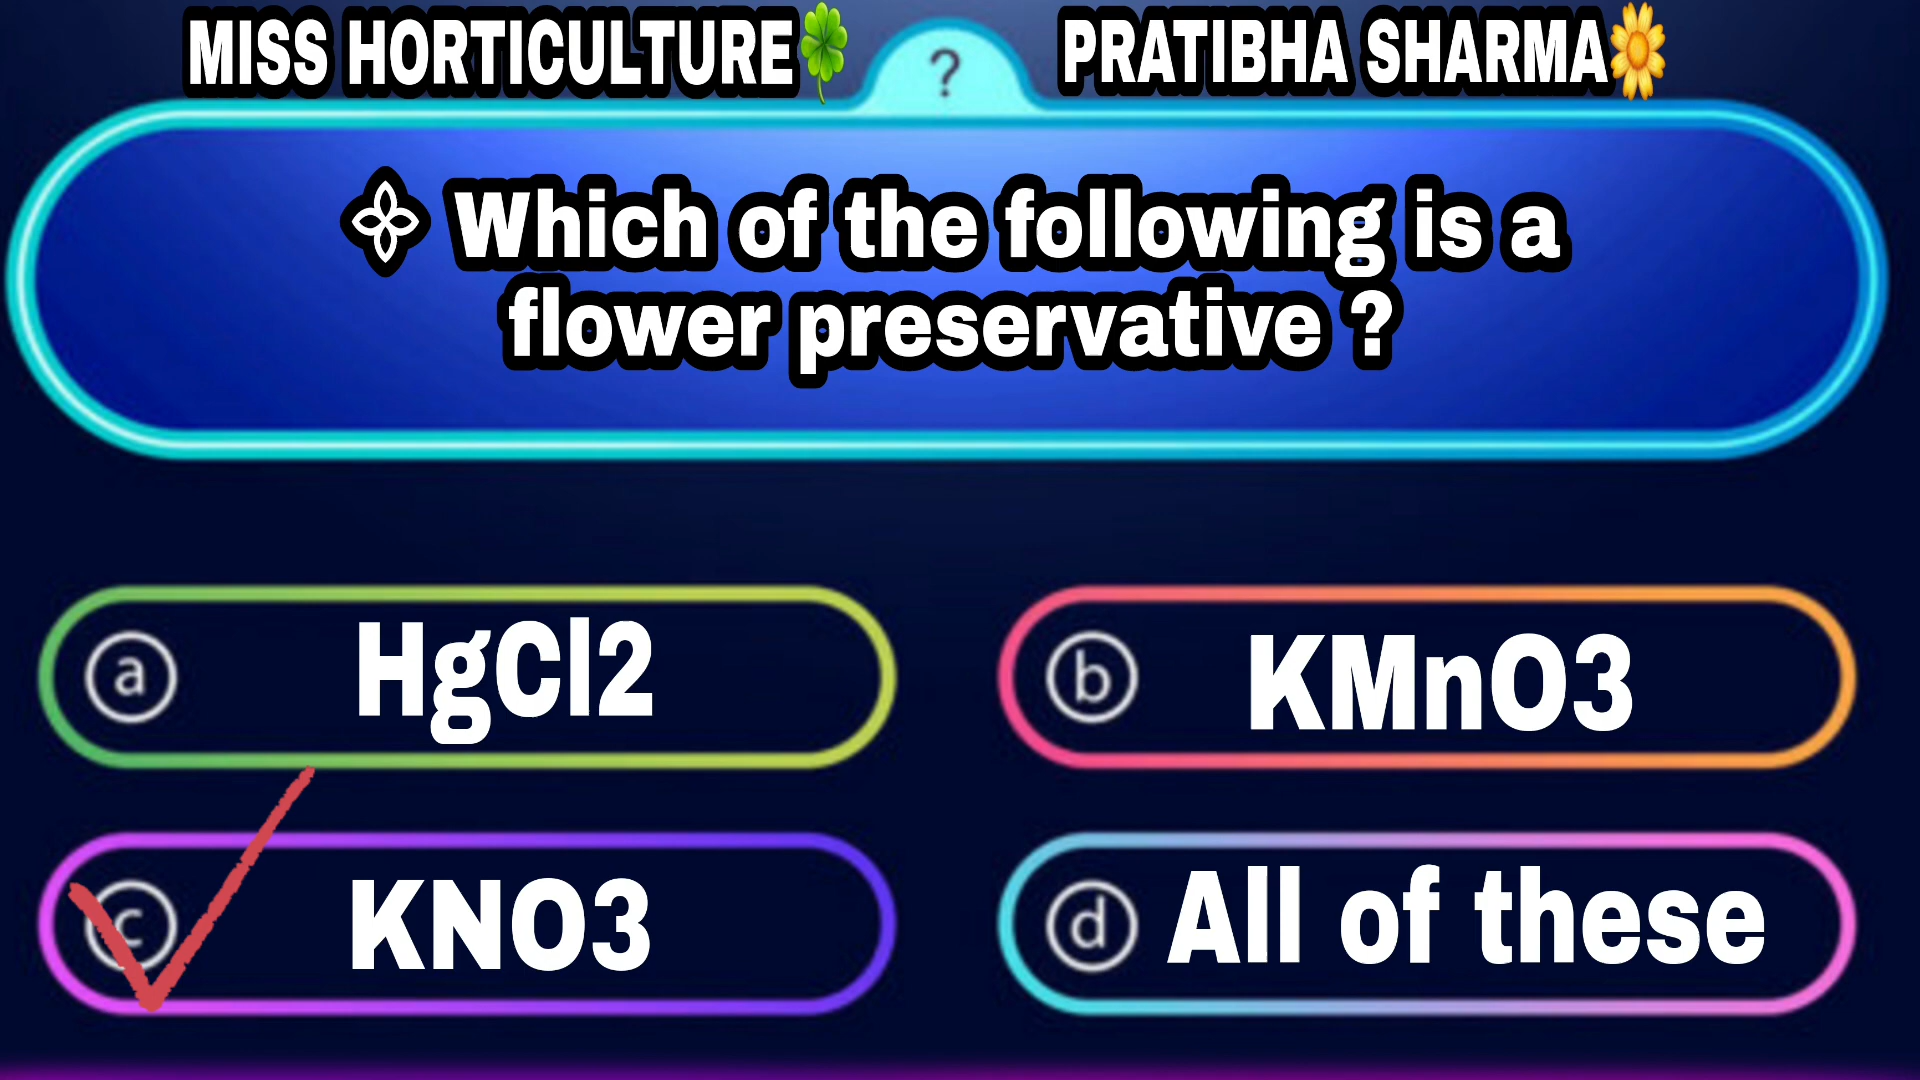 MISS HORTICULTURE🍀 ? PRATIBHA SHARMA🌼
Which of the following is a
flower preservative ?
a HgCl2
b KMnO3
c KNO3
d All of these